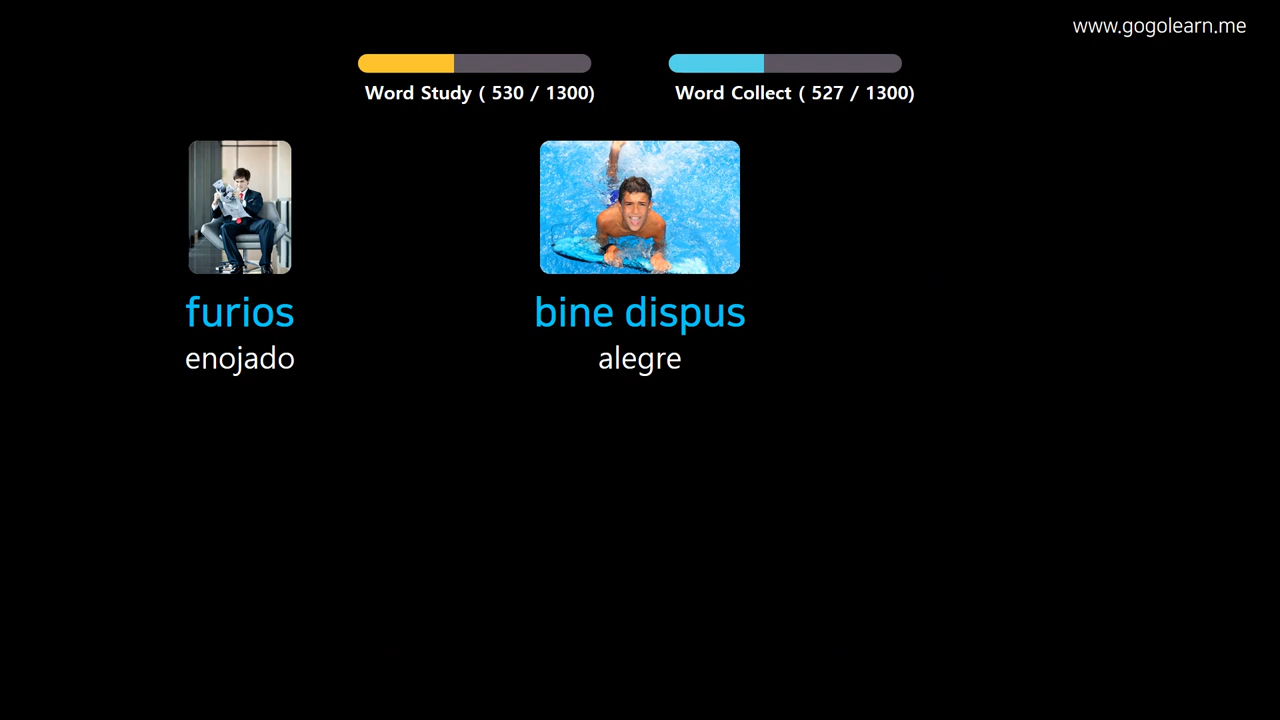 www.gogolearn.me
Word Study ( 530 / 1300)
Word Collect ( 527 / 1300)
furios
enojado
bine dispus
alegre